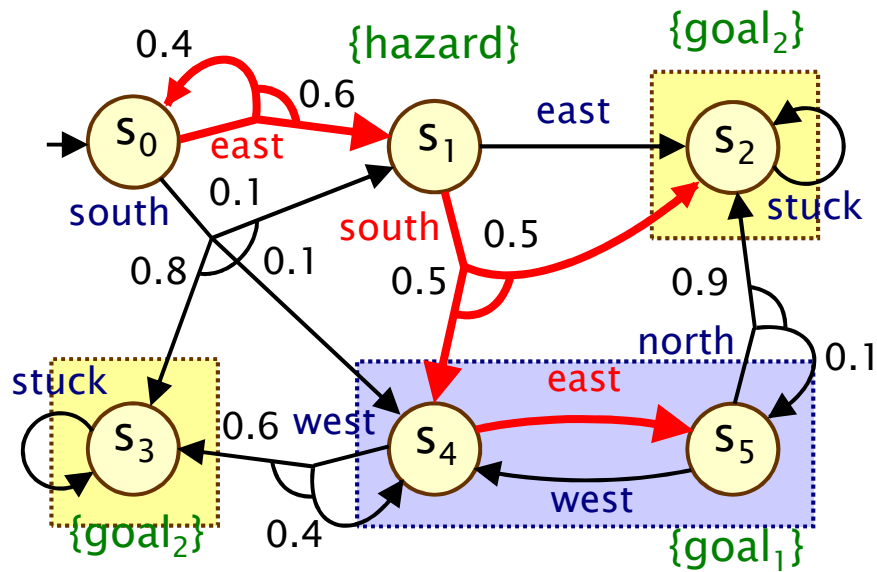 {goal₂}
{hazard}
0.4
0.6
east
s₀
s₁
s₂
east
stuck
0.1
south
south
0.5
0.8
0.1
0.5
0.9
north
0.1
stuck
east
s₃
0.6
west
s₄
s₅
west
0.4
{goal₂}
{goal₁}